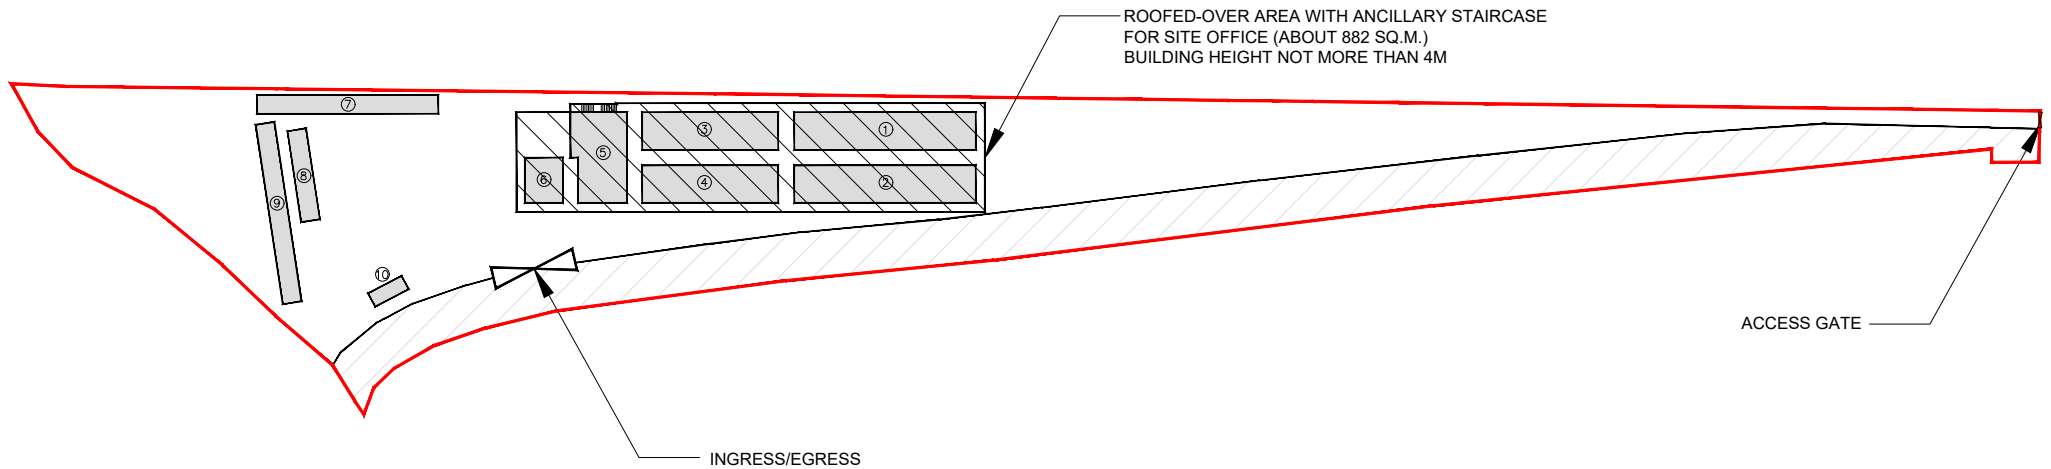 ROOFED-OVER AREA WITH ANCILLARY STAIRCASE
FOR SITE OFFICE (ABOUT 882 SQ.M.)
BUILDING HEIGHT NOT MORE THAN 4M
⑦
③
①
⑤
⑧
⑥
④
②
⑨
⑩
ACCESS GATE
INGRESS/EGRESS